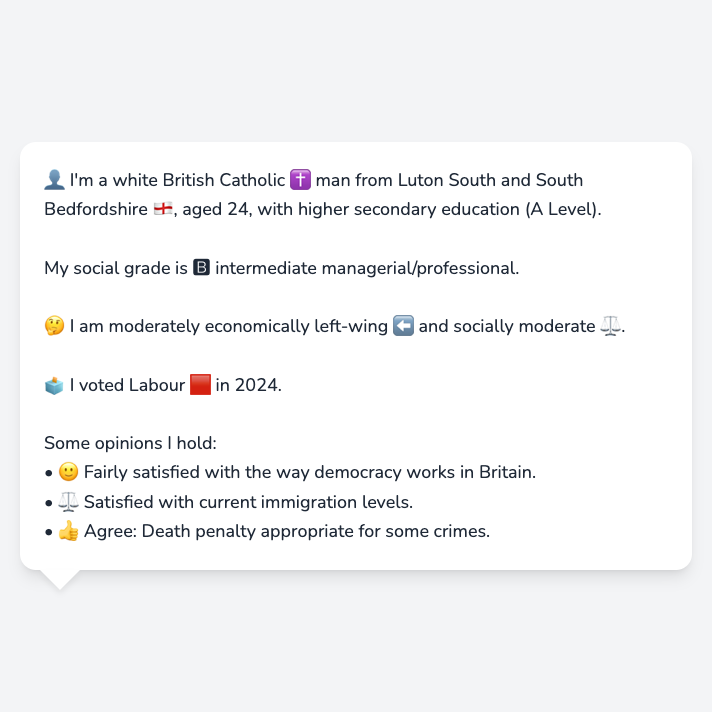 👤 I'm a white British Catholic ✝️ man from Luton South and South
Bedfordshire 🏴󠁧󠁢󠁥󠁮󠁧󠁿, aged 24, with higher secondary education (A Level).
My social grade is 🅱 intermediate managerial/professional.
🤔 I am moderately economically left-wing ⬅️ and socially moderate ⚖️.
🗳️ I voted Labour 🟥 in 2024.
Some opinions I hold:
• 🙂 Fairly satisfied with the way democracy works in Britain.
• ⚖️ Satisfied with current immigration levels.
• 👍 Agree: Death penalty appropriate for some crimes.